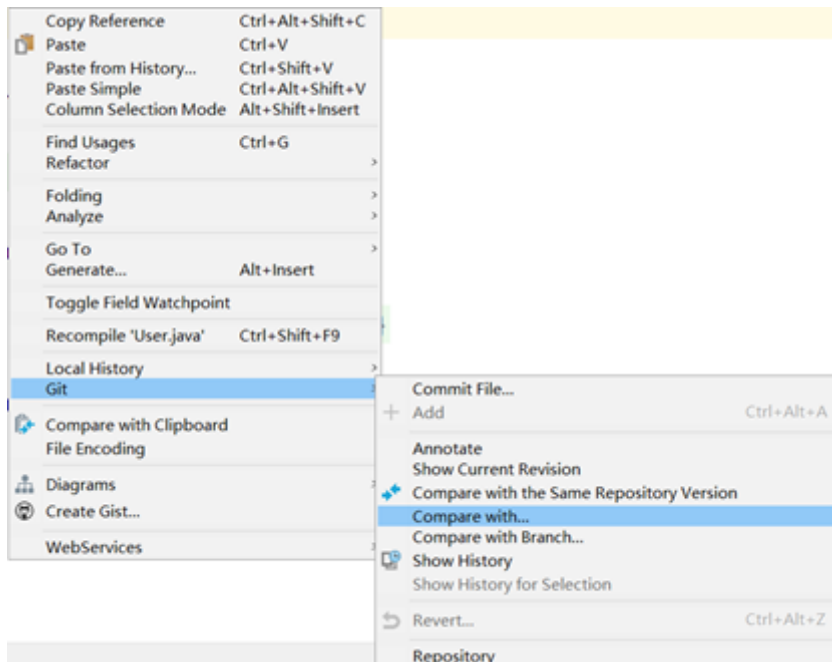 Copy Reference Ctrl+Alt+Shift+C
Paste Ctrl+V
Paste from History... Ctrl+Shift+V
Paste Simple Ctrl+Alt+Shift+V
Column Selection Mode Alt+Shift+Insert
Find Usages Ctrl+G
Refactor
Folding
Analyze
Go To
Generate... Alt+Insert
Toggle Field Watchpoint
Recompile 'User.java' Ctrl+Shift+F9
Local History
Git
Compare with Clipboard
File Encoding
Diagrams
Create Gist...
WebServices
Commit File...
Add Ctrl+Alt+A
Annotate
Show Current Revision
Compare with the Same Repository Version
Compare with...
Compare with Branch...
Show History
Show History for Selection
Revert... Ctrl+Alt+Z
Repository